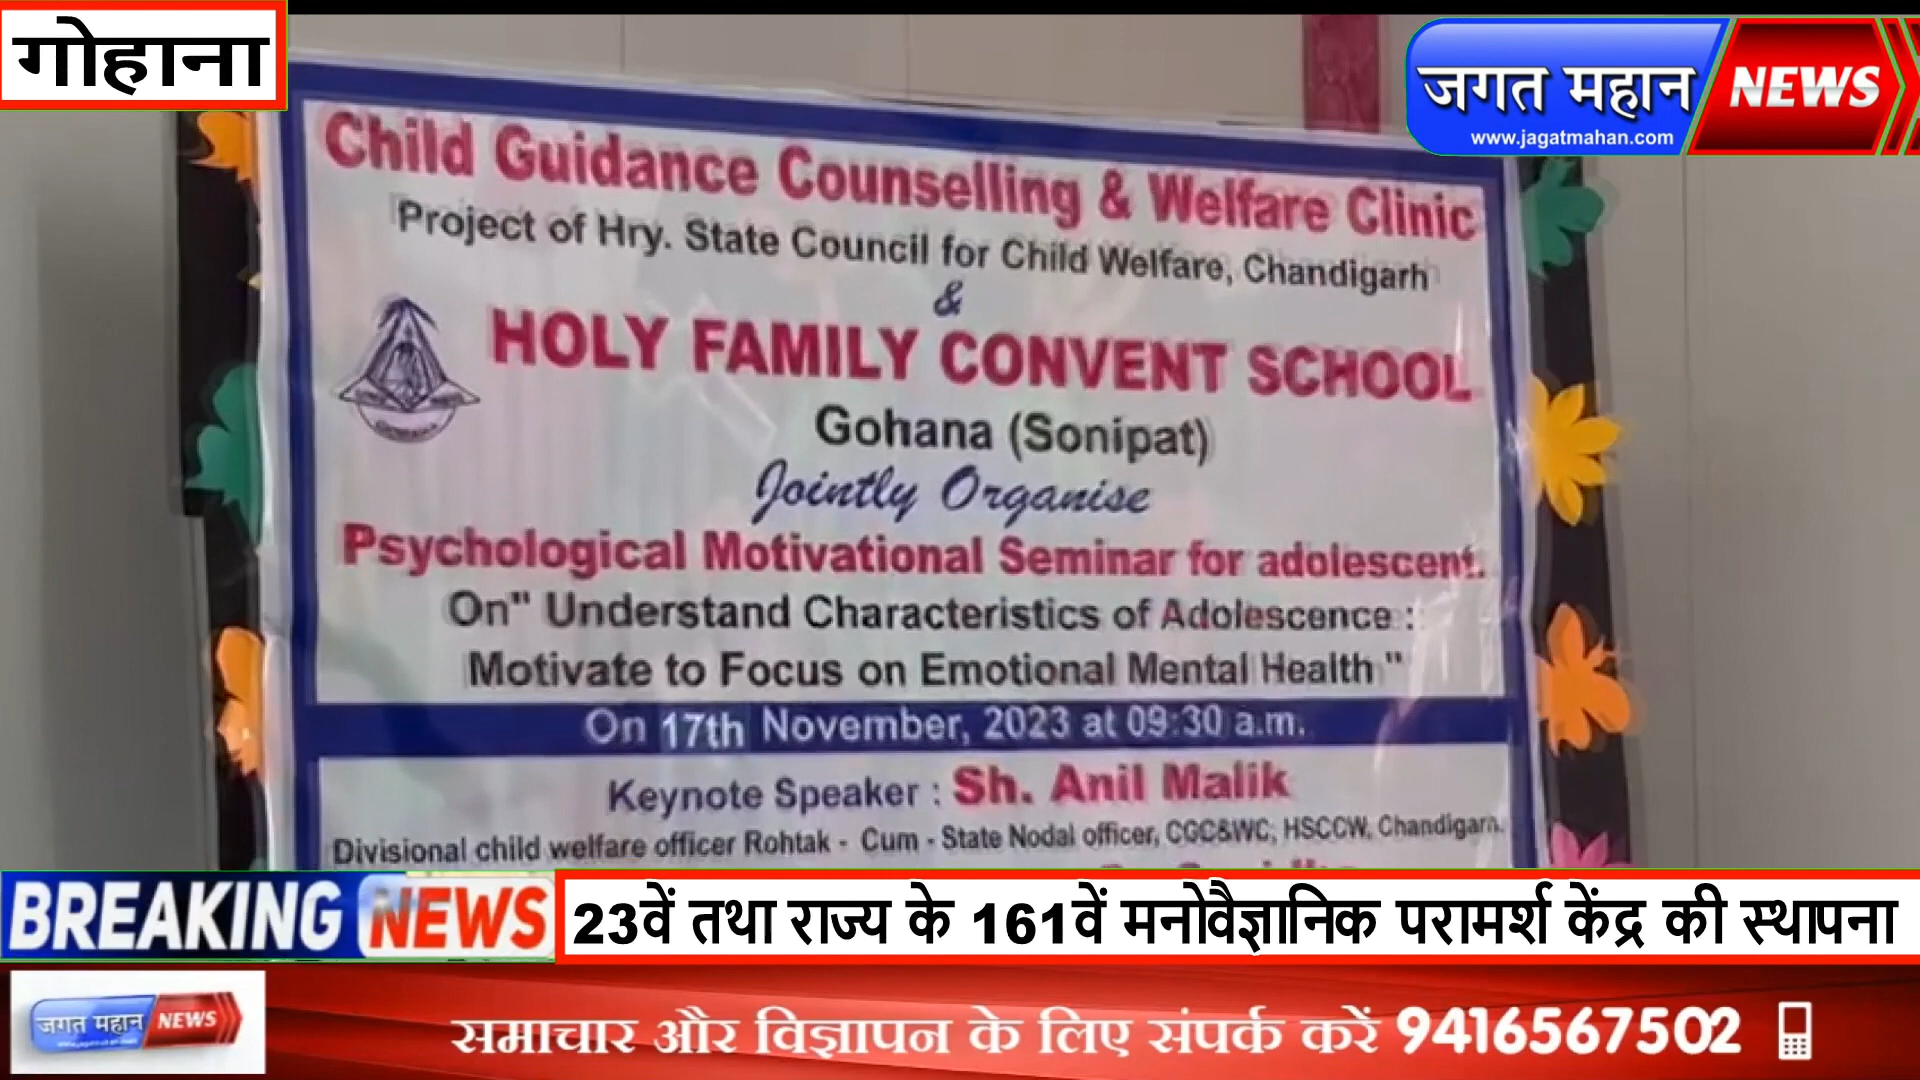 गोहाना
जगत महान NEWS
www.jagatmahan.com
Child Guidance Counselling & Welfare Clinic
Project of Hry. State Council for Child Welfare, Chandigarh
&
HOLY FAMILY CONVENT SCHOOL
Gohana (Sonipat)
Jointly Organise
Psychological Motivational Seminar for adolescent.
On" Understand Characteristics of Adolescence :
Motivate to Focus on Emotional Mental Health "
On 17th November, 2023 at 09:30 a.m.
Keynote Speaker : Sh. Anil Malik
Divisional child welfare officer Rohtak - Cum - State Nodal officer, CGC&WC, HSCCW, Chandigarh.
BREAKING NEWS
23वें तथा राज्य के 161वें मनोवैज्ञानिक परामर्श केंद्र की स्थापना
जगत महान NEWS
समाचार और विज्ञापन के लिए संपर्क करें 9416567502